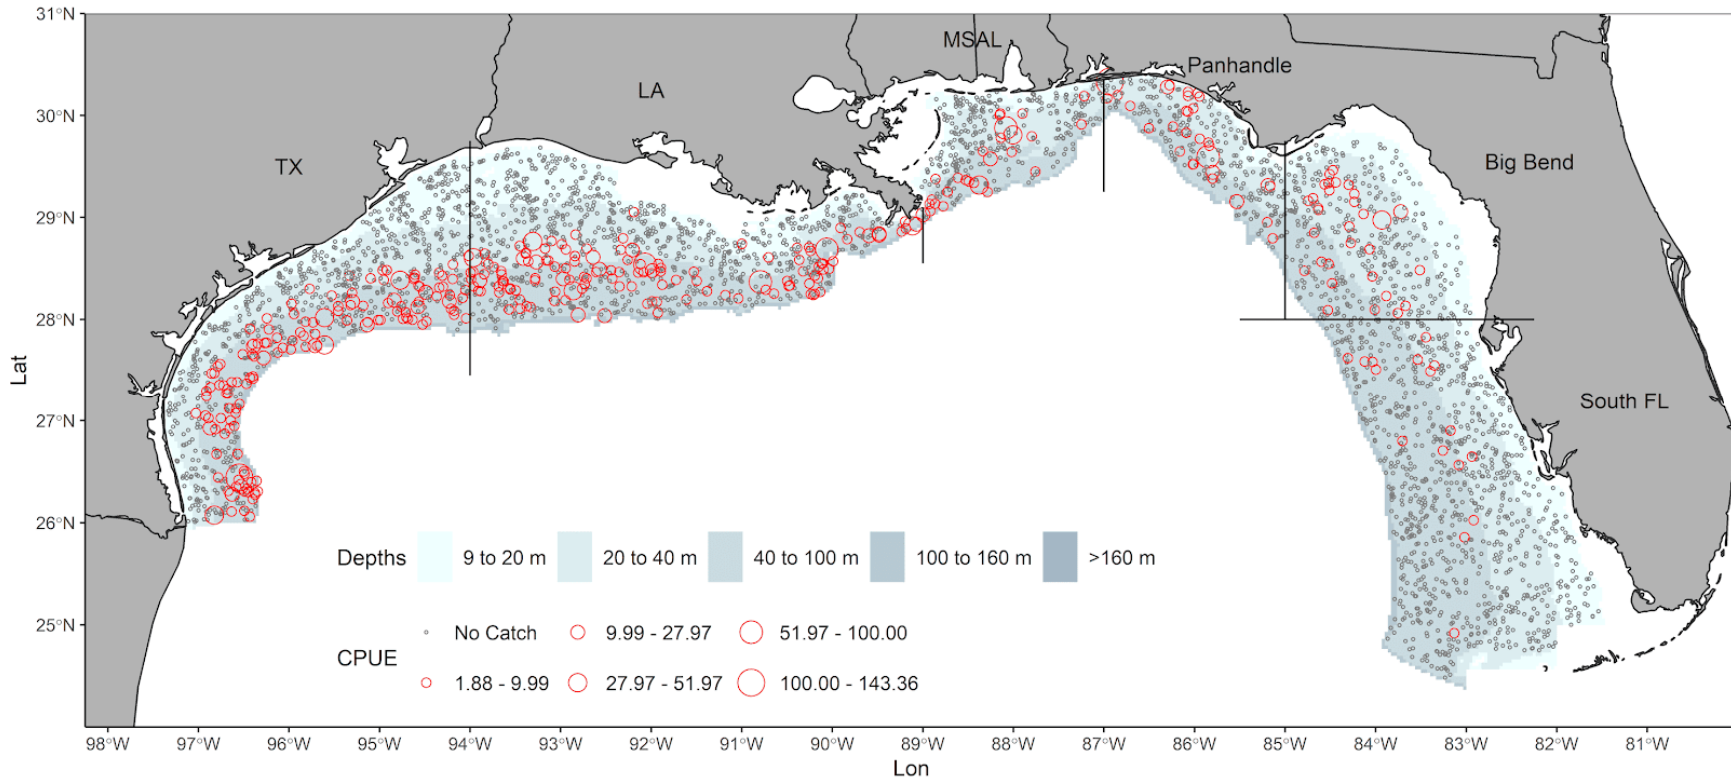 31°N
30°N
29°N
28°N
27°N
26°N
25°N
Lat
TX
LA
MSAL
Panhandle
Big Bend
South FL
Depths 9 to 20 m 20 to 40 m 40 to 100 m 100 to 160 m >160 m
CPUE
No Catch 9.99 - 27.97 51.97 - 100.00
1.88 - 9.99 27.97 - 51.97 100.00 - 143.36
98°W 97°W 96°W 95°W 94°W 93°W 92°W 91°W 90°W 89°W 88°W 87°W 86°W 85°W 84°W 83°W 82°W 81°W
Lon